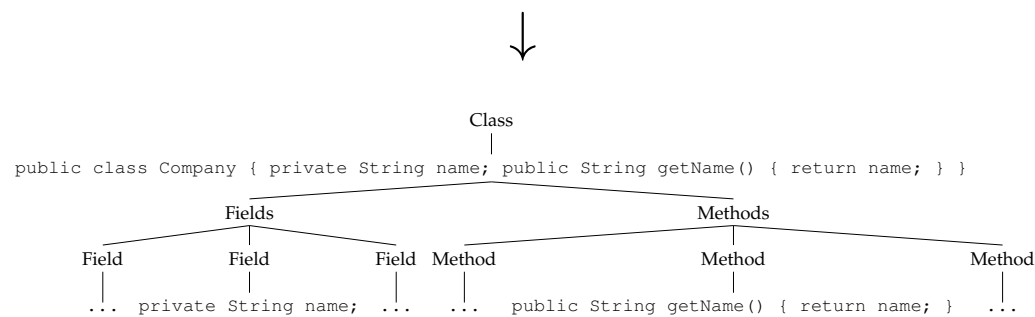 Class
public class Company { private String name; public String getName() { return name; } }
Fields Methods
Field Field Field Method Method Method
... private String name; ... ... public String getName() { return name; } ...